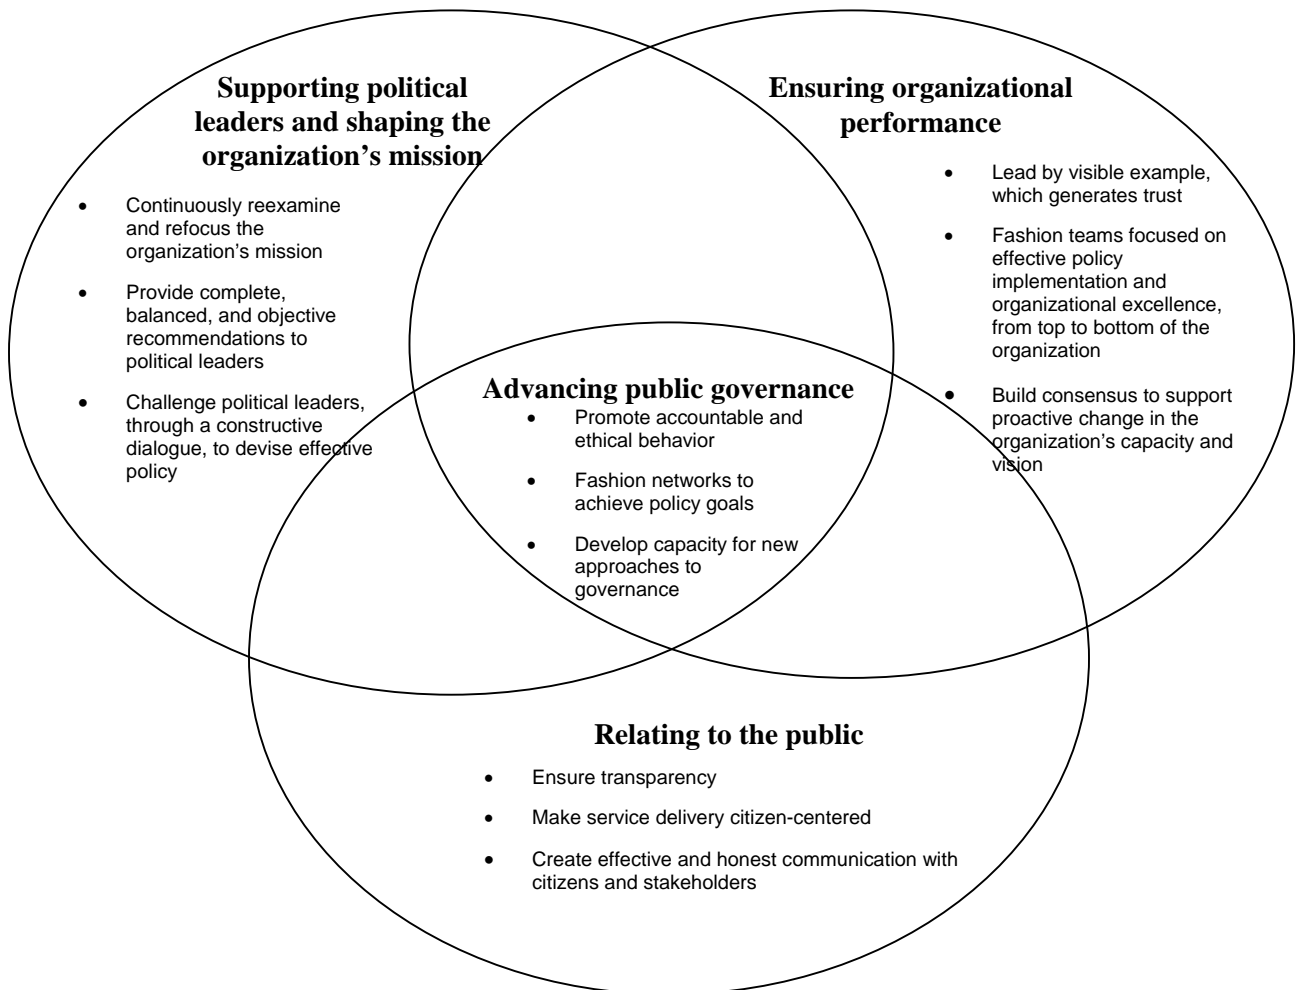 Supporting political
leaders and shaping the
organization's mission
• Continuously reexamine
and refocus the
organization's mission
• Provide complete,
balanced, and objective
recommendations to
political leaders
• Challenge political leaders,
through a constructive
dialogue, to devise effective
policy
Ensuring organizational
performance
• Lead by visible example,
which generates trust
• Fashion teams focused on
effective policy
implementation and
organizational excellence,
from top to bottom of the
organization
• Build consensus to support
proactive change in the
organization's capacity and
vision
Advancing public governance
• Promote accountable and
ethical behavior
• Fashion networks to
achieve policy goals
• Develop capacity for new
approaches to
governance
Relating to the public
• Ensure transparency
• Make service delivery citizen-centered
• Create effective and honest communication with
citizens and stakeholders